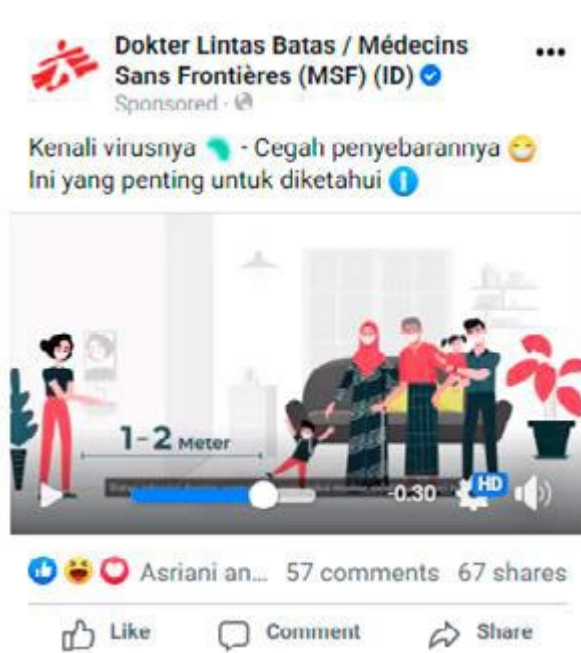 Dokter Lintas Batas / Médecins
Sans Frontières (MSF) (ID)
Sponsored ·
Kenali virusnya 🦠 - Cegah penyebarannya 😷
Ini yang penting untuk diketahui ℹ️
1-2 Meter
-0:30 HD
Asriani an... 57 comments 67 shares
Like Comment Share